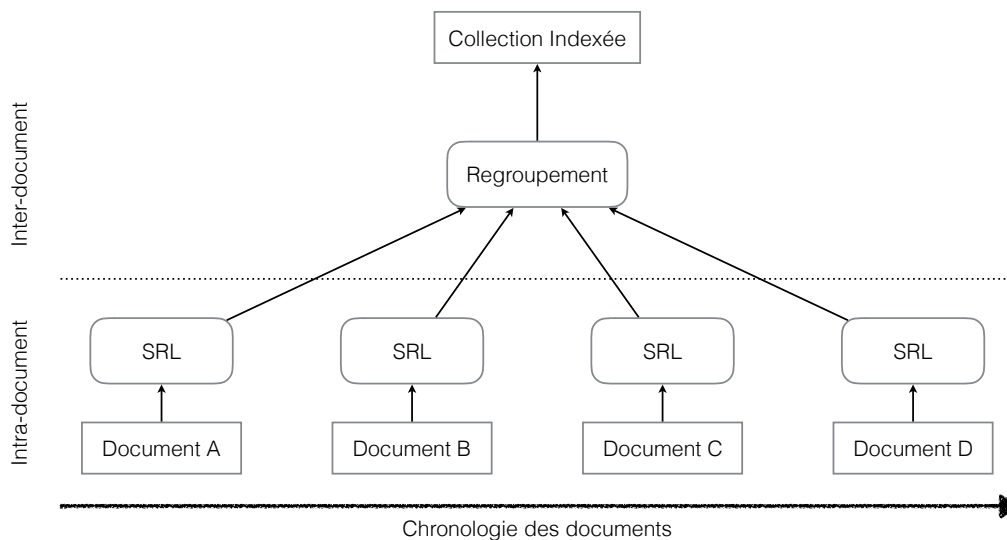 Collection Indexée
Inter-document
Regroupement
Intra-document
SRL
SRL
SRL
SRL
Document A
Document B
Document C
Document D
Chronologie des documents